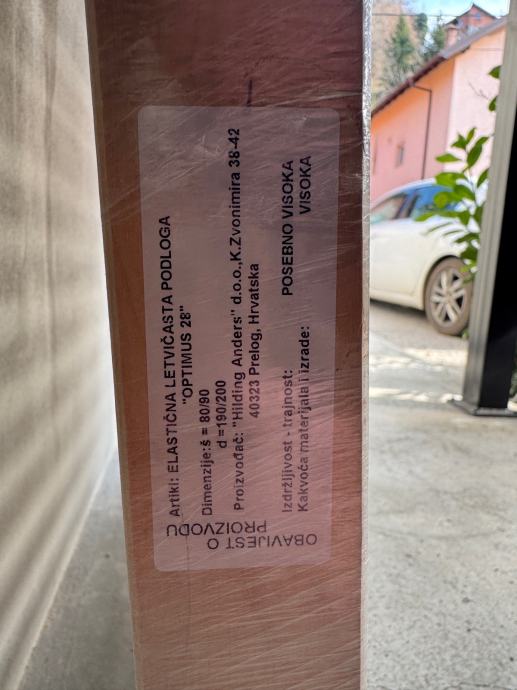 OBAVIJEST O
PROIZVODU
Artikl: ELASTIČNA LETVIČASTA PODLOGA
"OPTIMUS 28"
Dimenzije:š = 80/90
d =190/200
Proizvođač: "Hilding Anders" d.o.o.,K.Zvonimira 38-42
40323 Prelog, Hrvatska
Izdržljivost - trajnost: POSEBNO VISOKA
Kakvoća materijala i izrade: VISOKA